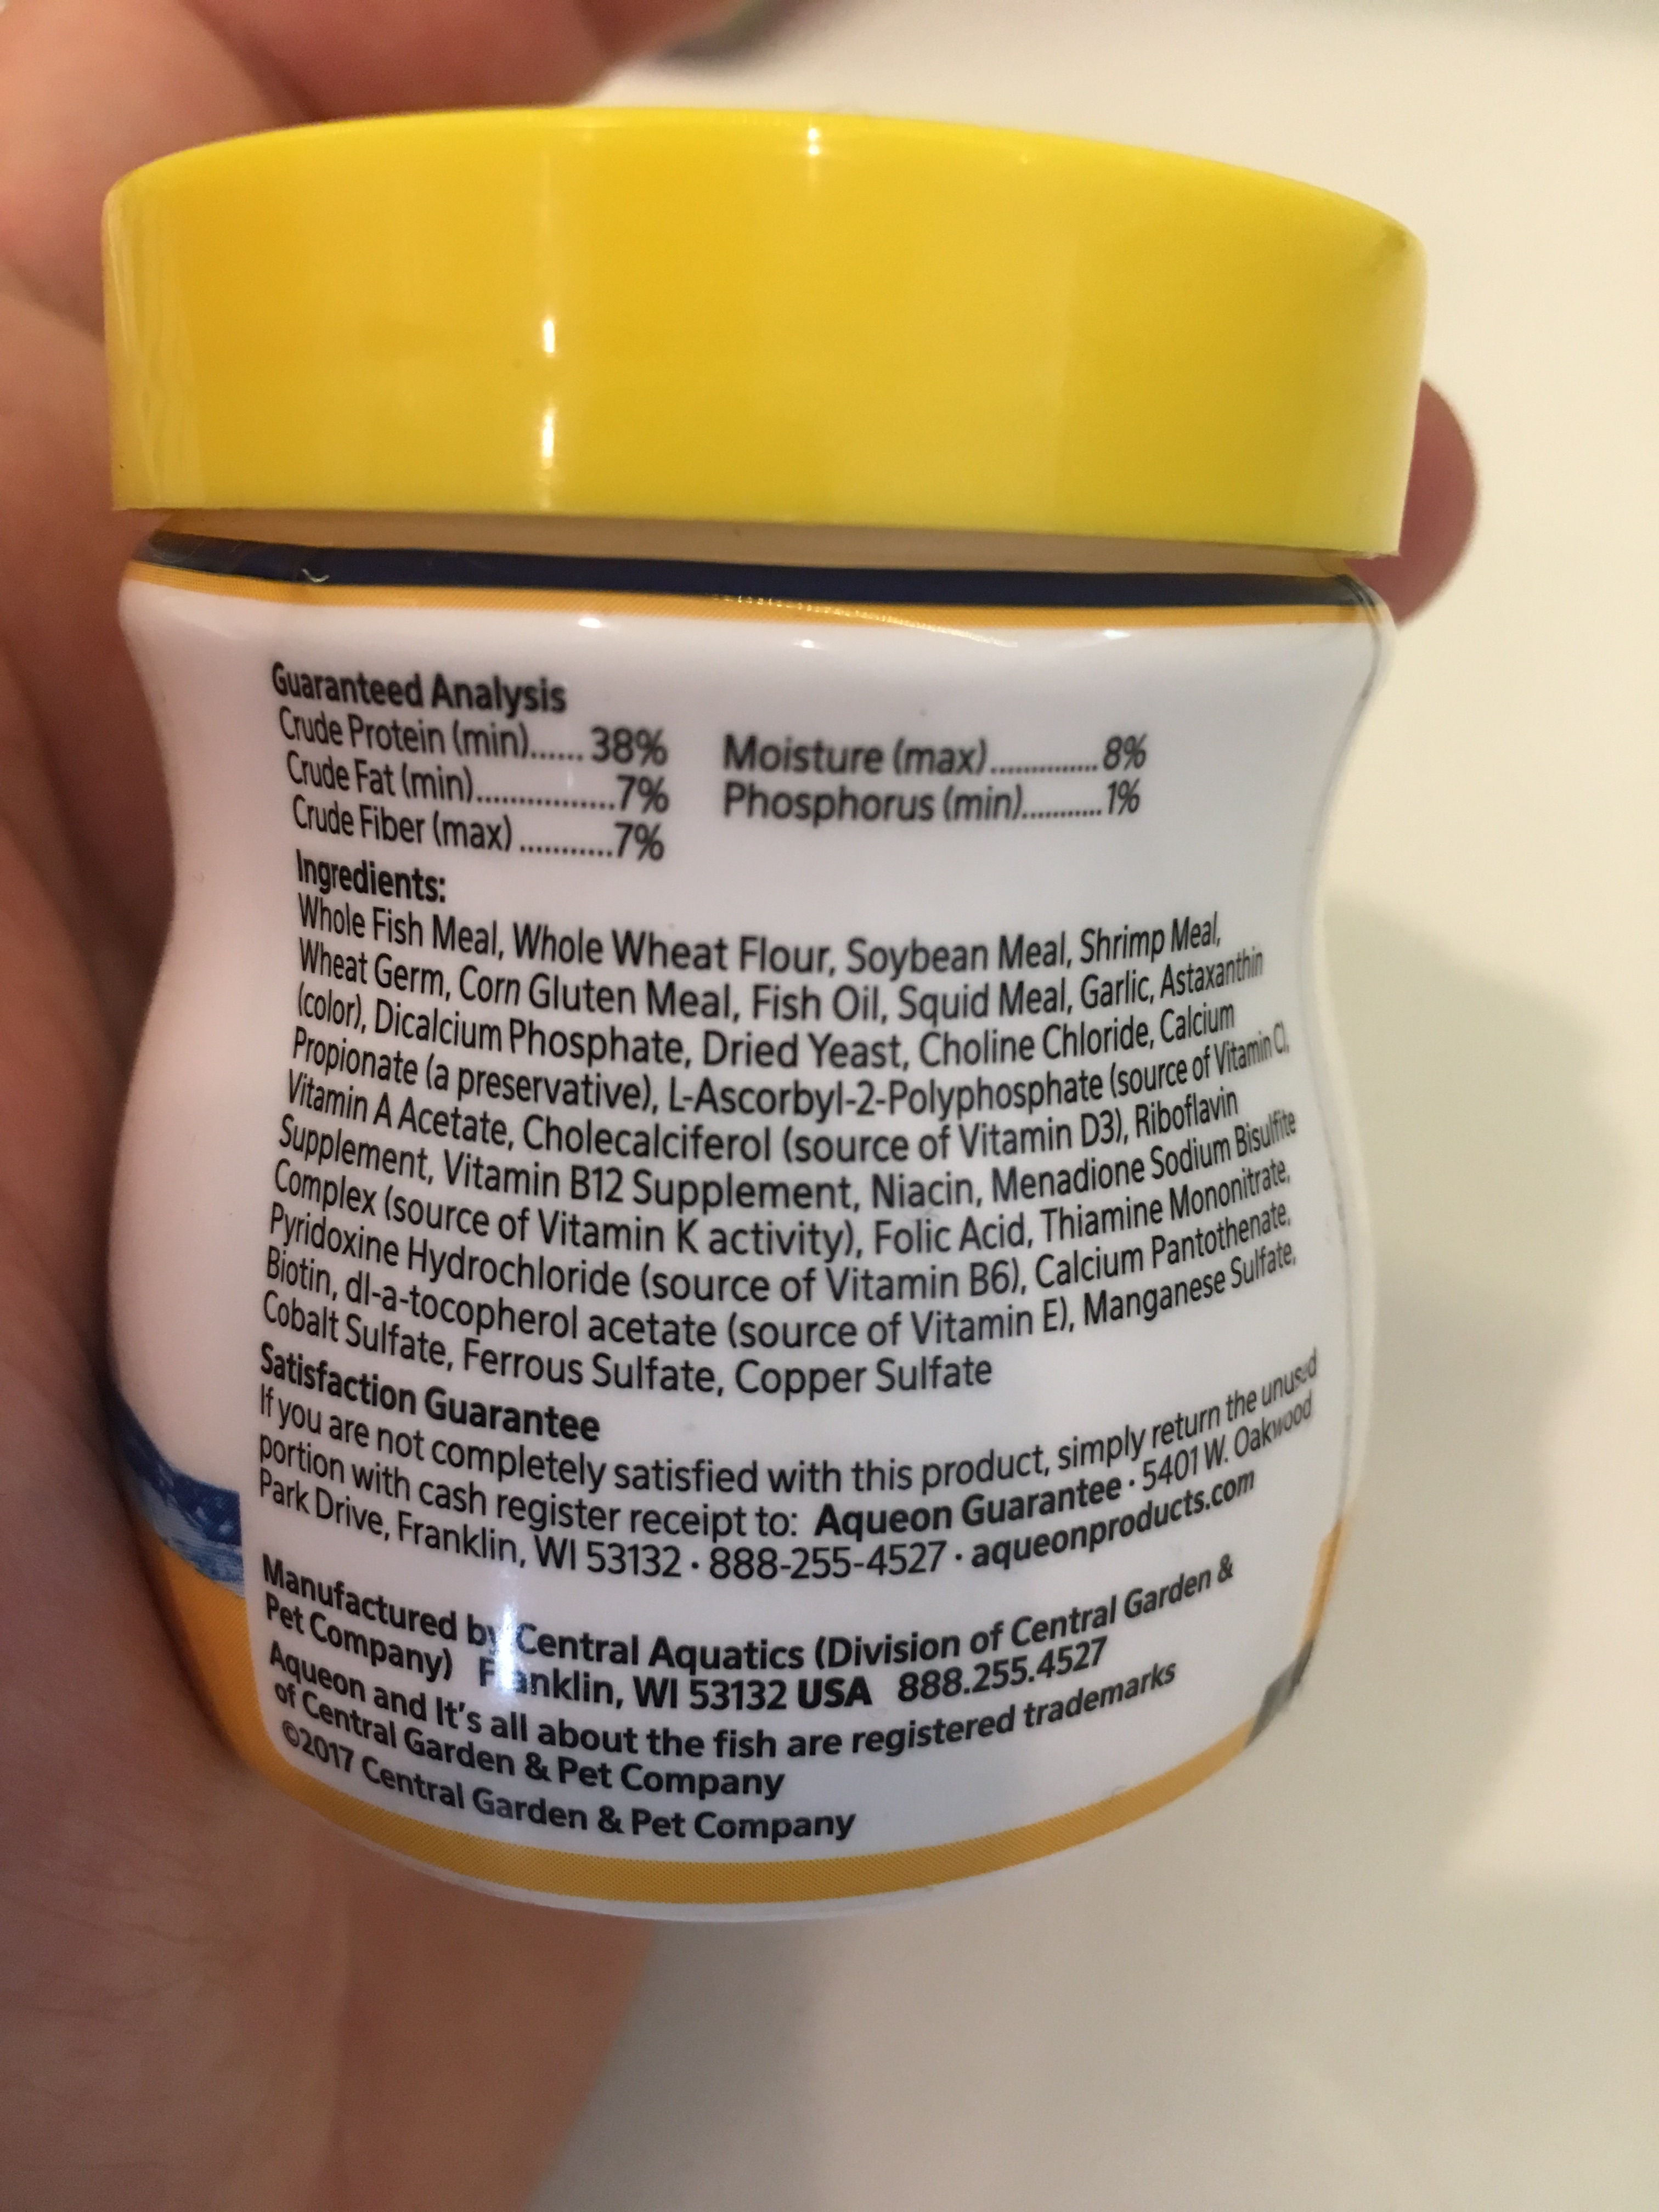 Guaranteed Analysis
Crude Protein (min)...... 38%
Crude Fat (min).................7%
Crude Fiber (max) ...........7%
Moisture (max)..............8%
Phosphorus (min)..........1%
Ingredients:
Whole Fish Meal, Whole Wheat Flour, Soybean Meal, Shrimp Meal,
Wheat Germ, Corn Gluten Meal, Fish Oil, Squid Meal, Garlic, Astaxanthin
(color), Dicalcium Phosphate, Dried Yeast, Choline Chloride, Calcium
Propionate (a preservative), L-Ascorbyl-2-Polyphosphate (source of Vitamin C),
Vitamin A Acetate, Cholecalciferol (source of Vitamin D3), Riboflavin
Supplement, Vitamin B12 Supplement, Niacin, Menadione Sodium Bisulfite
Complex (source of Vitamin K activity), Folic Acid, Thiamine Mononitrate,
Pyridoxine Hydrochloride (source of Vitamin B6), Calcium Pantothenate,
Biotin, dl-a-tocopherol acetate (source of Vitamin E), Manganese Sulfate,
Cobalt Sulfate, Ferrous Sulfate, Copper Sulfate
Satisfaction Guarantee
If you are not completely satisfied with this product, simply return the unused
portion with cash register receipt to: Aqueon Guarantee · 5401 W. Oakwood
Park Drive, Franklin, WI 53132 · 888-255-4527 · aqueonproducts.com
Manufactured by Central Aquatics (Division of Central Garden &
Pet Company) Franklin, WI 53132 USA 888.255.4527
Aqueon and It's all about the fish are registered trademarks
of Central Garden & Pet Company
©2017 Central Garden & Pet Company